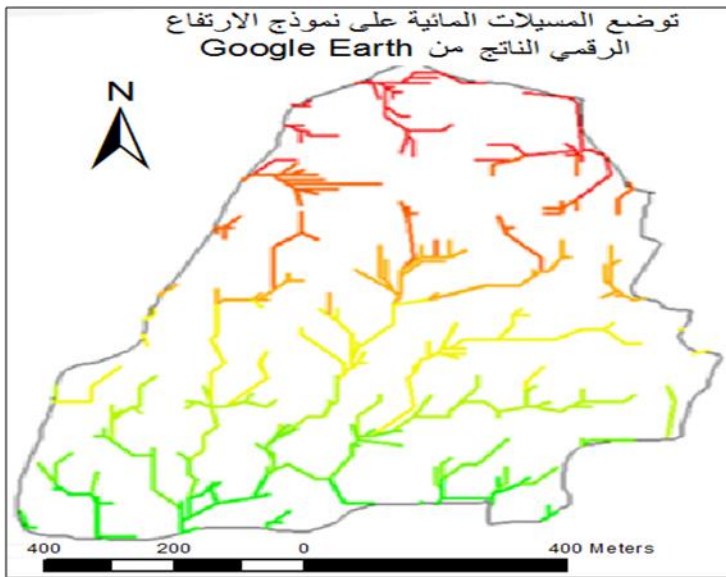 توضع المسيلات المائية على نموذج الارتفاع
الرقمي الناتج من Google Earth
N
400 200 0 400 Meters